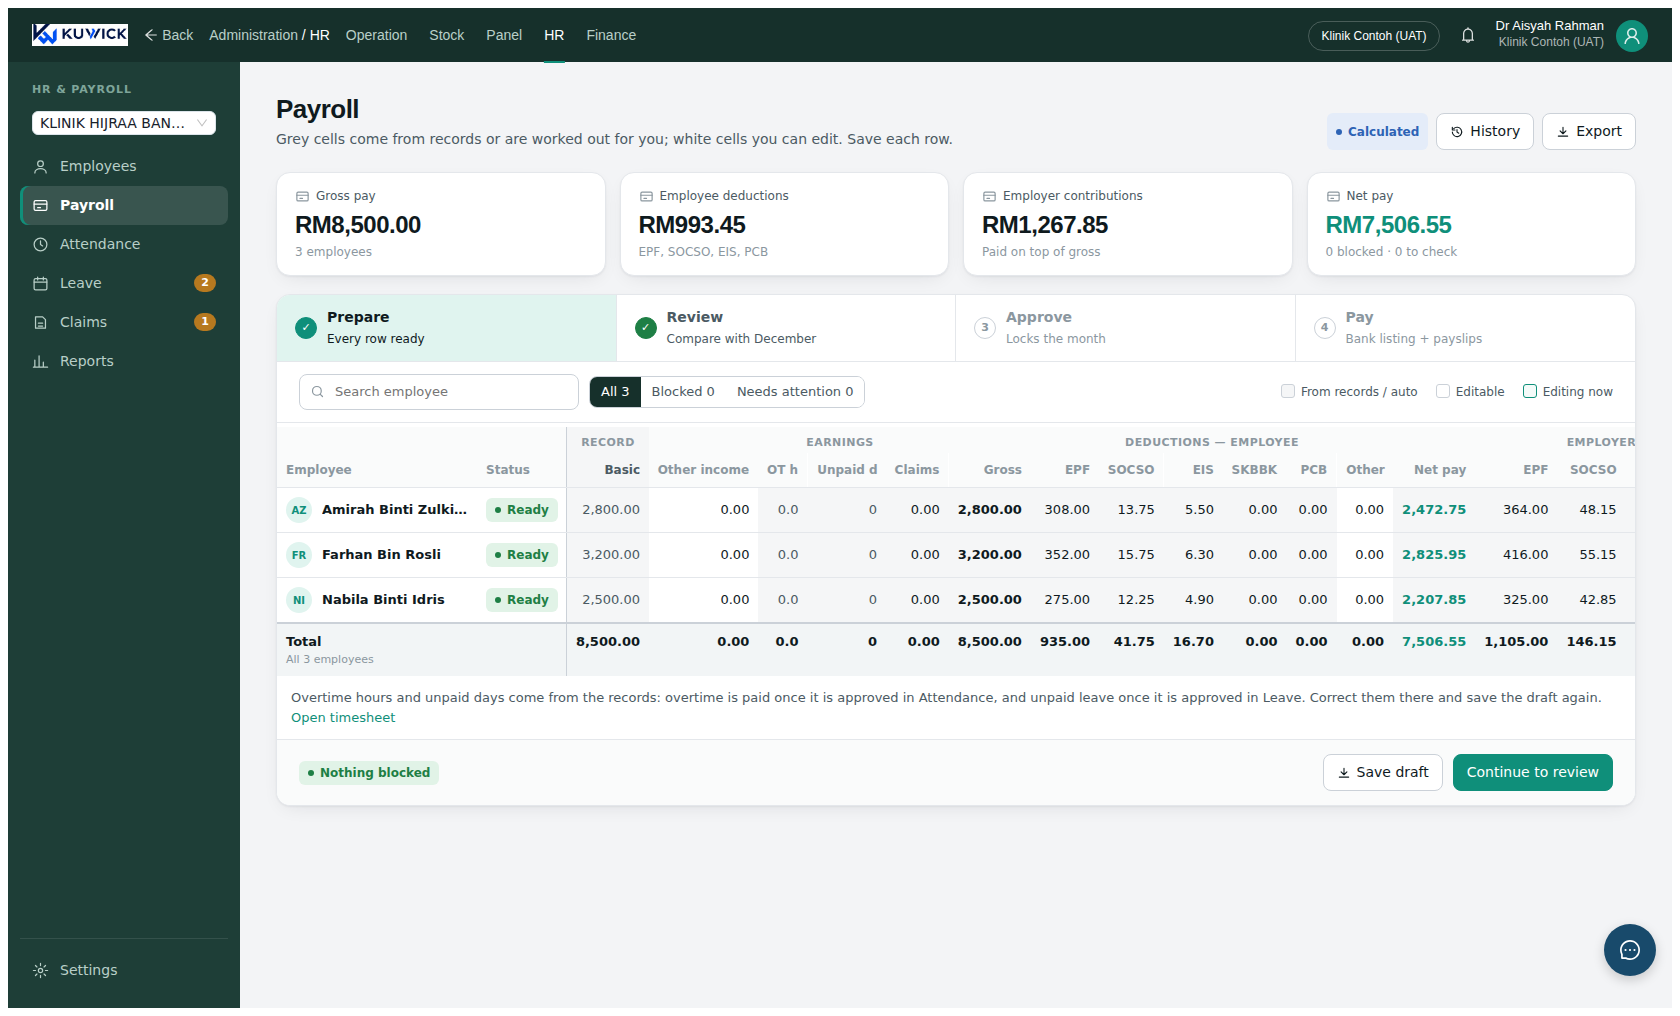 KUWICK
Back Administration / HR Operation Stock Panel HR Finance
Klinik Contoh (UAT)
Dr Aisyah Rahman
Klinik Contoh (UAT)
HR & PAYROLL
KLINIK HIJRAA BAN...
Employees
Payroll
Attendance
Leave 2
Claims 1
Reports
Settings
Payroll
Grey cells come from records or are worked out for you; white cells you can edit. Save each row.
Calculated History Export
Gross pay
RM8,500.00
3 employees
Employee deductions
RM993.45
EPF, SOCSO, EIS, PCB
Employer contributions
RM1,267.85
Paid on top of gross
Net pay
RM7,506.55
0 blocked · 0 to check
✓ Prepare
Every row ready
✓ Review
Compare with December
3 Approve
Locks the month
4 Pay
Bank listing + payslips
Search employee
All 3 Blocked 0 Needs attention 0
From records / auto Editable Editing now
RECORD EARNINGS DEDUCTIONS — EMPLOYEE EMPLOYER
Employee Status Basic Other income OT h Unpaid d Claims Gross EPF SOCSO EIS SKBBK PCB Other Net pay EPF SOCSO
AZ Amirah Binti Zulki... Ready 2,800.00 0.00 0.0 0 0.00 2,800.00 308.00 13.75 5.50 0.00 0.00 0.00 2,472.75 364.00 48.15
FR Farhan Bin Rosli Ready 3,200.00 0.00 0.0 0 0.00 3,200.00 352.00 15.75 6.30 0.00 0.00 0.00 2,825.95 416.00 55.15
NI Nabila Binti Idris Ready 2,500.00 0.00 0.0 0 0.00 2,500.00 275.00 12.25 4.90 0.00 0.00 0.00 2,207.85 325.00 42.85
Total 8,500.00 0.00 0.0 0 0.00 8,500.00 935.00 41.75 16.70 0.00 0.00 0.00 7,506.55 1,105.00 146.15
All 3 employees
Overtime hours and unpaid days come from the records: overtime is paid once it is approved in Attendance, and unpaid leave once it is approved in Leave. Correct them there and save the draft again.
Open timesheet
Nothing blocked
Save draft Continue to review